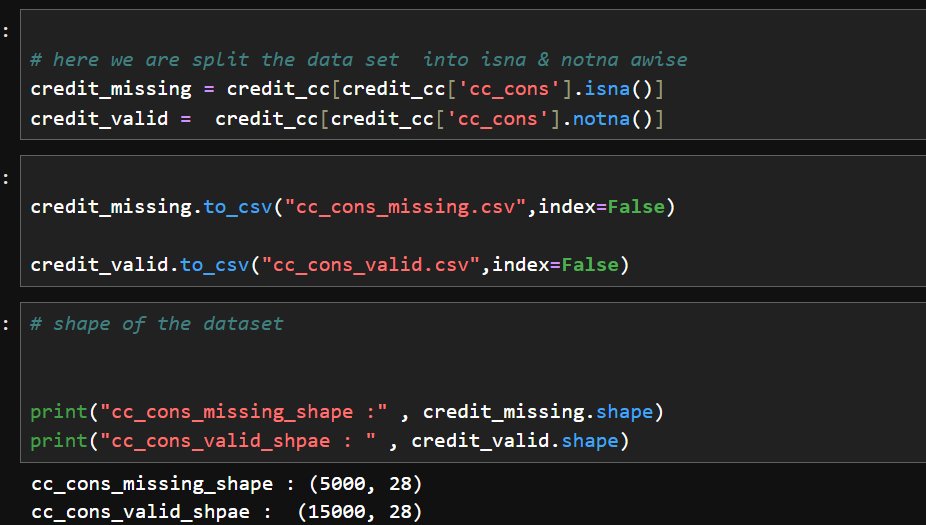 :
# here we are split the data set  into isna & notna awise
credit_missing = credit_cc[credit_cc['cc_cons'].isna()]
credit_valid =  credit_cc[credit_cc['cc_cons'].notna()]
:
credit_missing.to_csv("cc_cons_missing.csv",index=False)
credit_valid.to_csv("cc_cons_valid.csv",index=False)
:
# shape of the dataset
print("cc_cons_missing_shape :" , credit_missing.shape)
print("cc_cons_valid_shpae : " , credit_valid.shape)
cc_cons_missing_shape : (5000, 28)
cc_cons_valid_shpae :  (15000, 28)